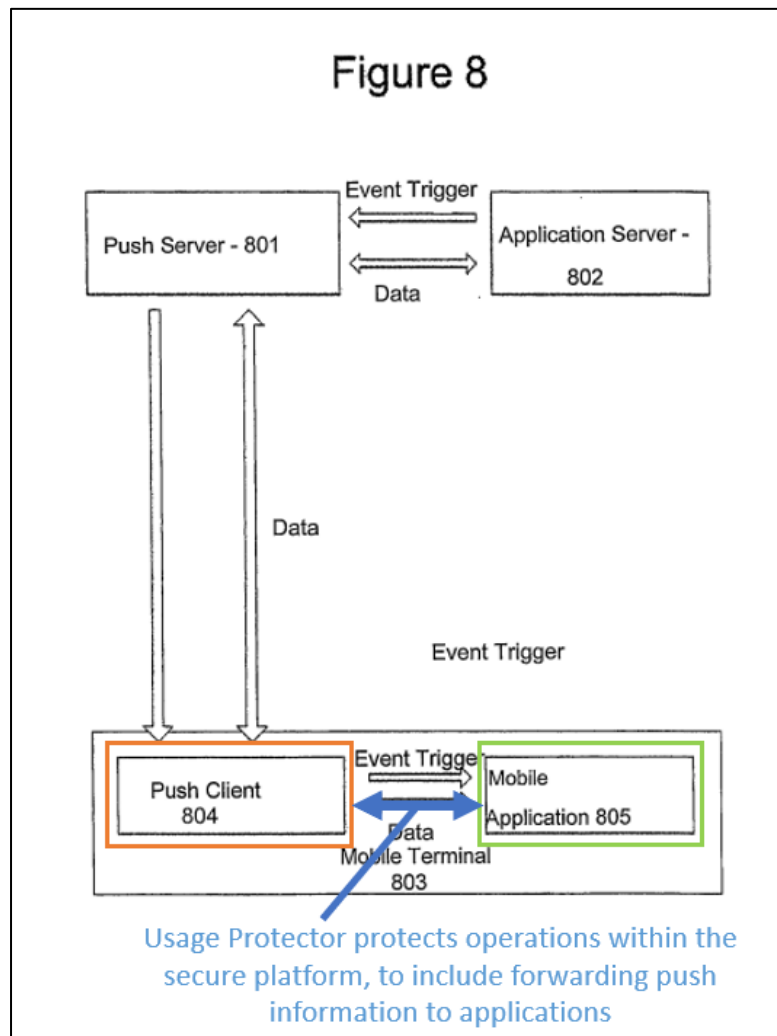 Figure 8
Event Trigger
Push Server - 801
Application Server -
802
Data
Data
Event Trigger
Event Trigger
Push Client
804
Mobile
Application 805
Data
Mobile Terminal
803
Usage Protector protects operations within the
secure platform, to include forwarding push
information to applications